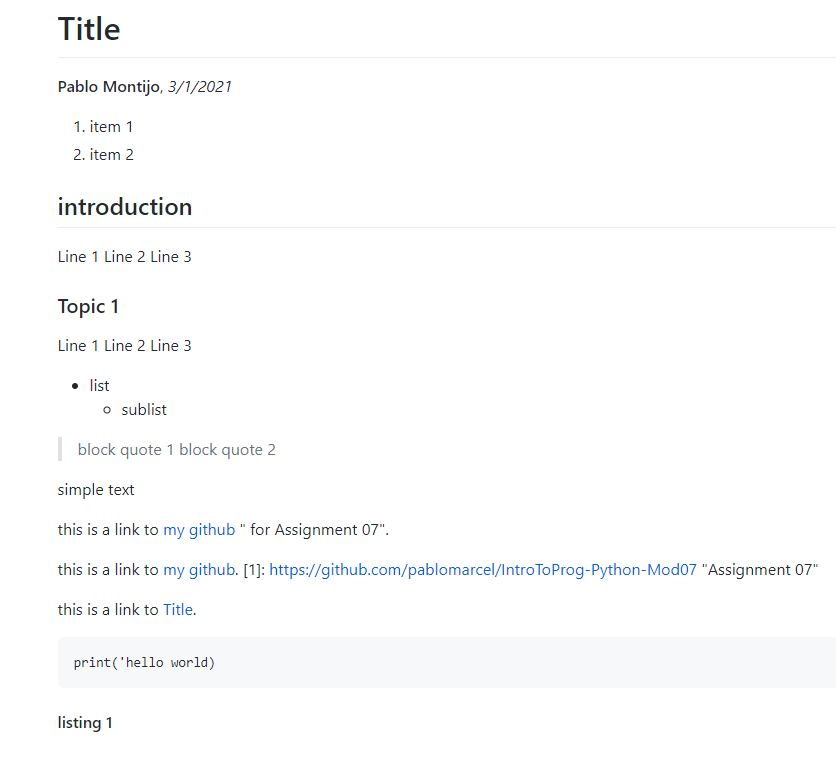 Title
Pablo Montijo, 3/1/2021
1. item 1
2. item 2
introduction
Line 1 Line 2 Line 3
Topic 1
Line 1 Line 2 Line 3
list
sublist
block quote 1 block quote 2
simple text
this is a link to my github " for Assignment 07".
this is a link to my github. [1]: https://github.com/pablomarcel/IntroToProg-Python-Mod07 "Assignment 07"
this is a link to Title.
print('hello world)
listing 1